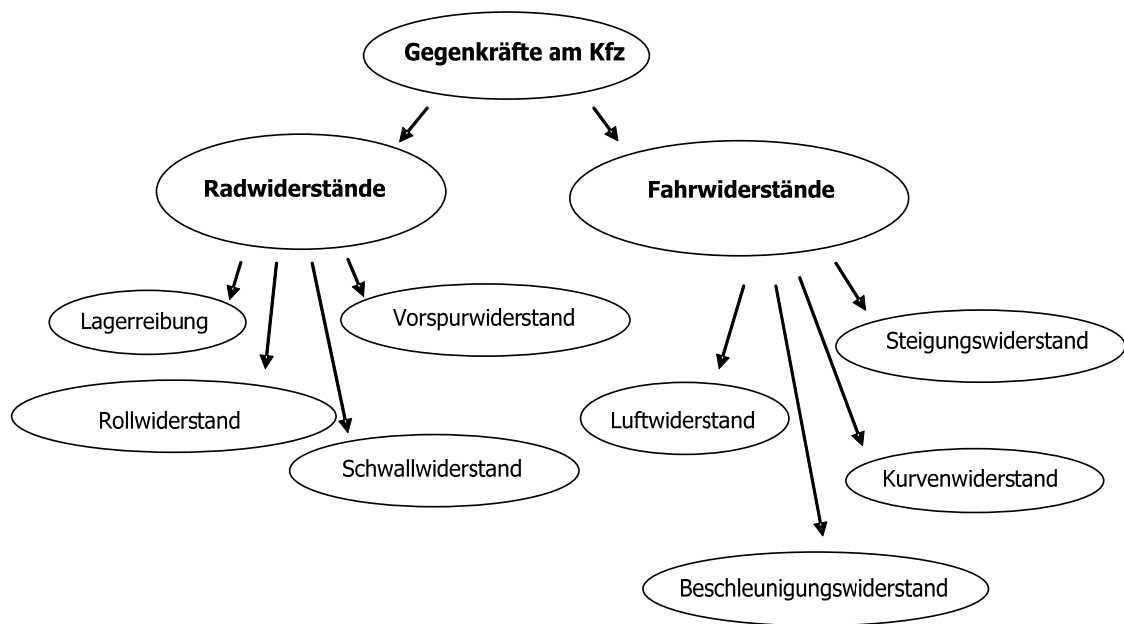 Gegenkräfte am Kfz
Radwiderstände
Fahrwiderstände
Lagerreibung
Vorspurwiderstand
Rollwiderstand
Schwallwiderstand
Steigungswiderstand
Luftwiderstand
Kurvenwiderstand
Beschleunigungswiderstand